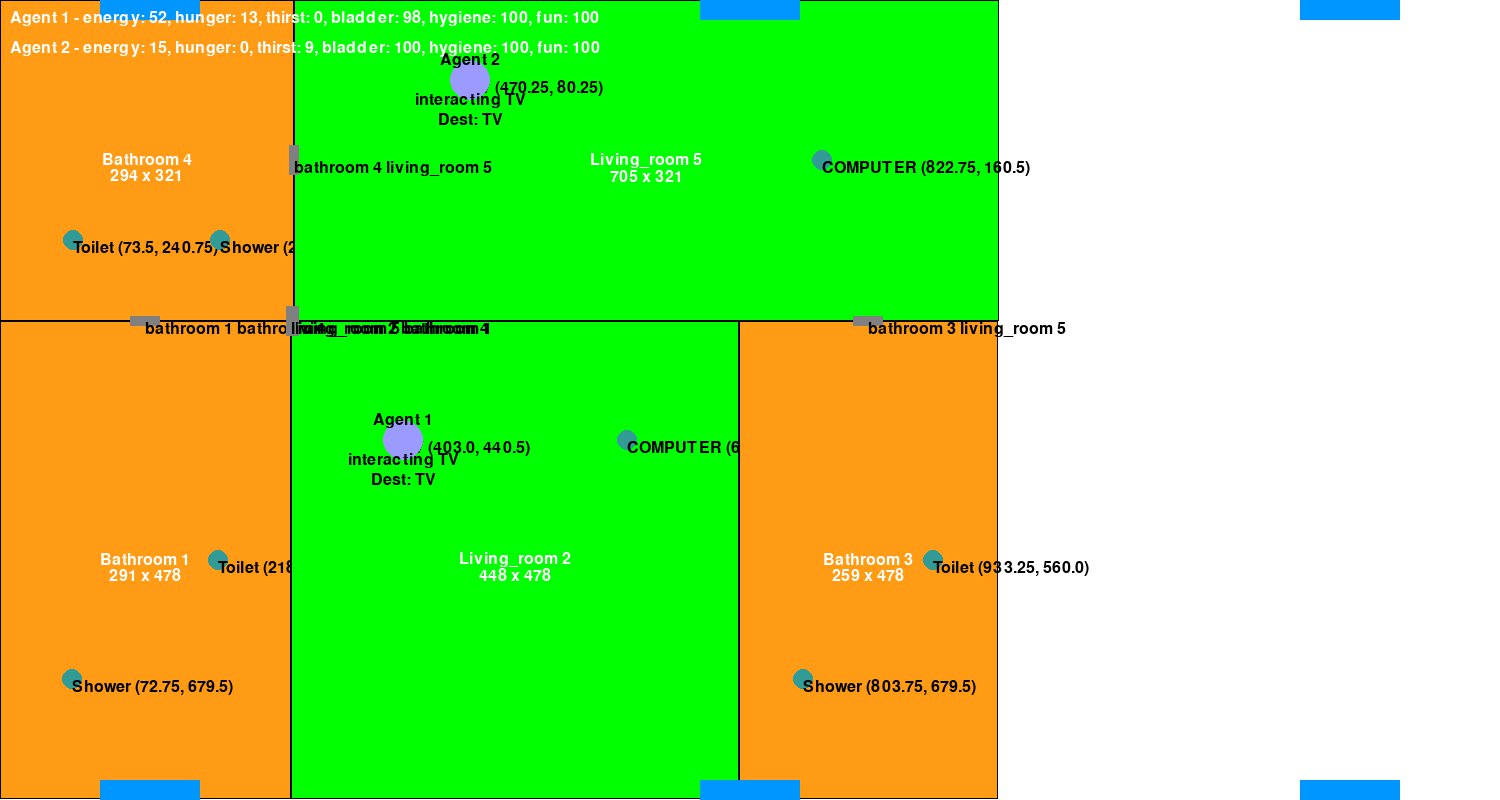 Agent 1 - energy: 52, hunger: 13, thirst: 0, bladder: 98, hygiene: 100, fun: 100
Agent 2 - energy: 15, hunger: 0, thirst: 9, bladder: 100, hygiene: 100, fun: 100
Agent 2
(470.25, 80.25)
interacting TV
Dest: TV
Bathroom 4
294 x 321
bathroom 4 living_room 5
Living_room 5
705 x 321
COMPUTER (822.75, 160.5)
Toilet (73.5, 240.75)
Shower (2
bathroom 1 bathro
bathroom 3 living_room 5
Agent 1
(403.0, 440.5)
interacting TV
Dest: TV
COMPUTER (6
Bathroom 1
291 x 478
Toilet (218
Living_room 2
448 x 478
Bathroom 3
259 x 478
Toilet (933.25, 560.0)
Shower (72.75, 679.5)
Shower (803.75, 679.5)